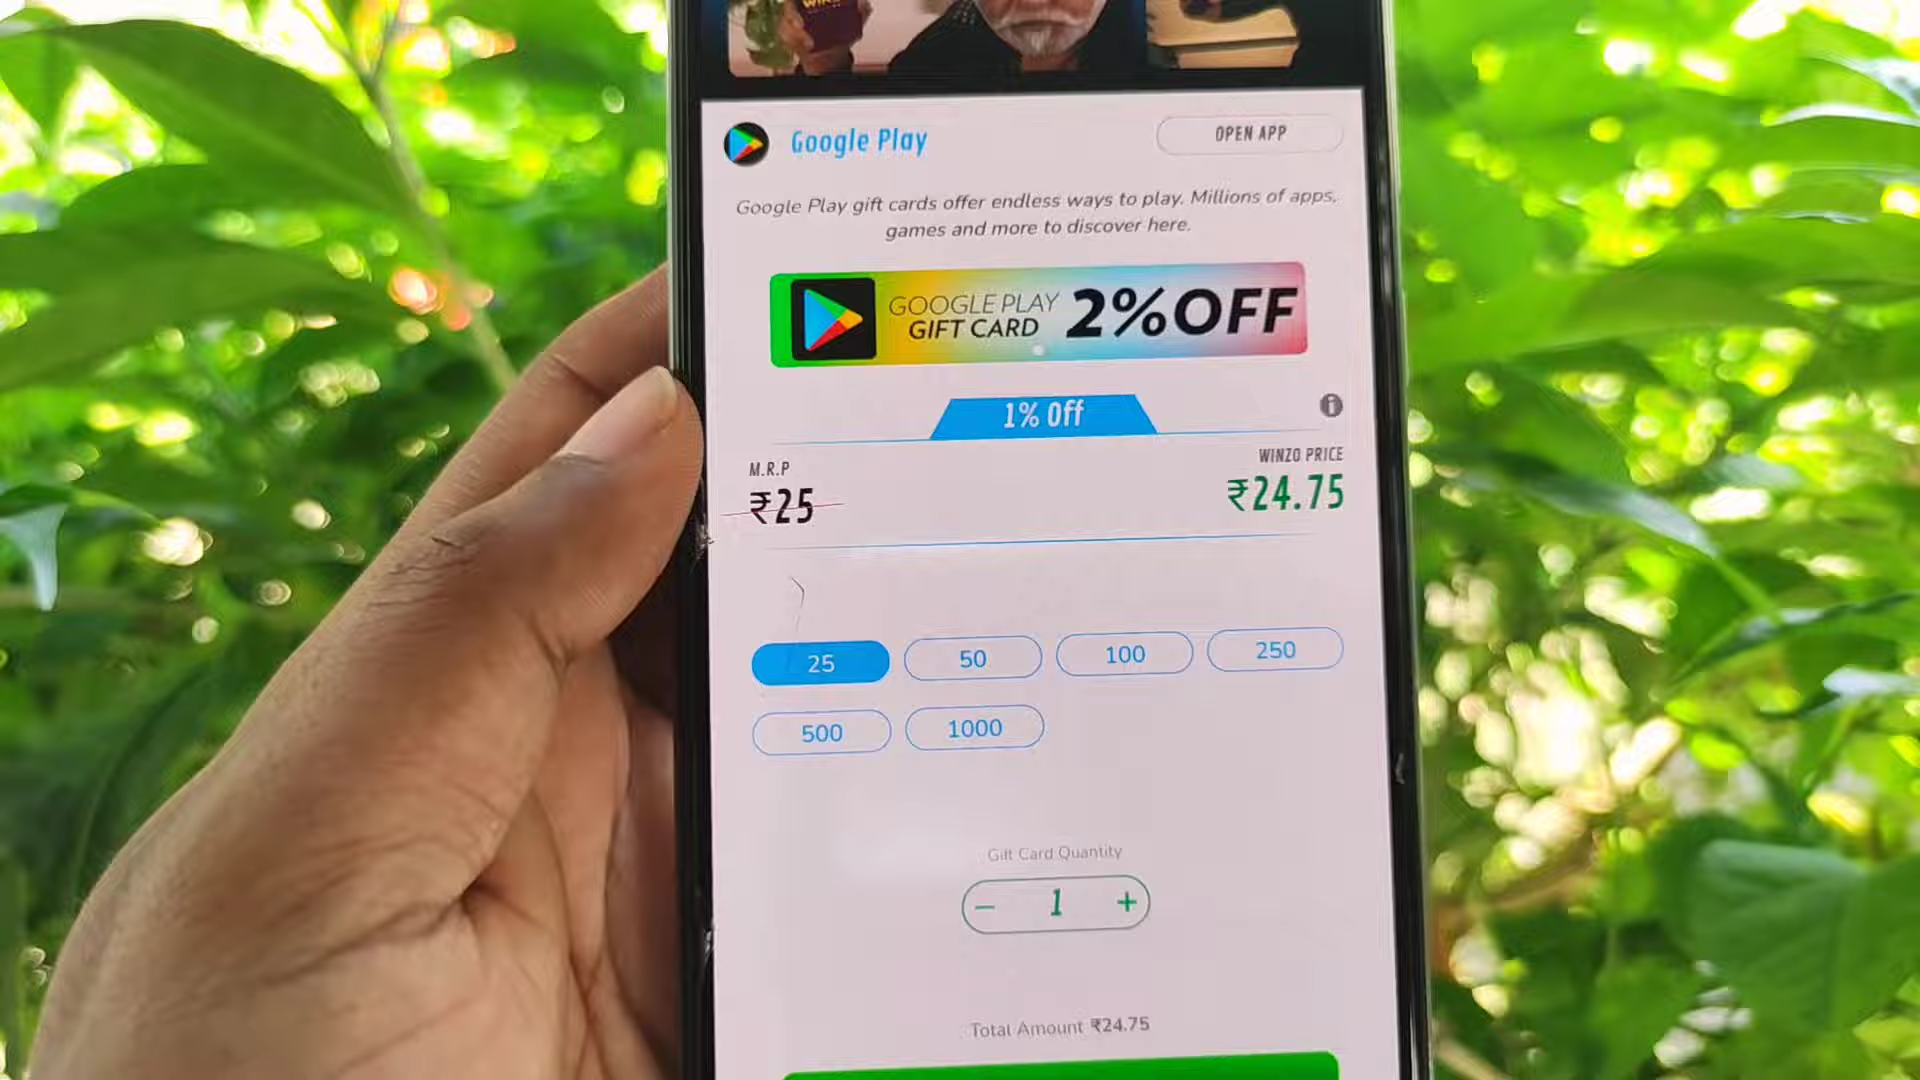 WIN
Google Play
OPEN APP
Google Play gift cards offer endless ways to play. Millions of apps,
games and more to discover here.
GOOGLE PLAY
GIFT CARD
2%OFF
1% Off
M.R.P
WINZO PRICE
₹25
₹24.75
25
50
100
250
500
1000
Gift Card Quantity
− 1 +
Total Amount ₹24.75